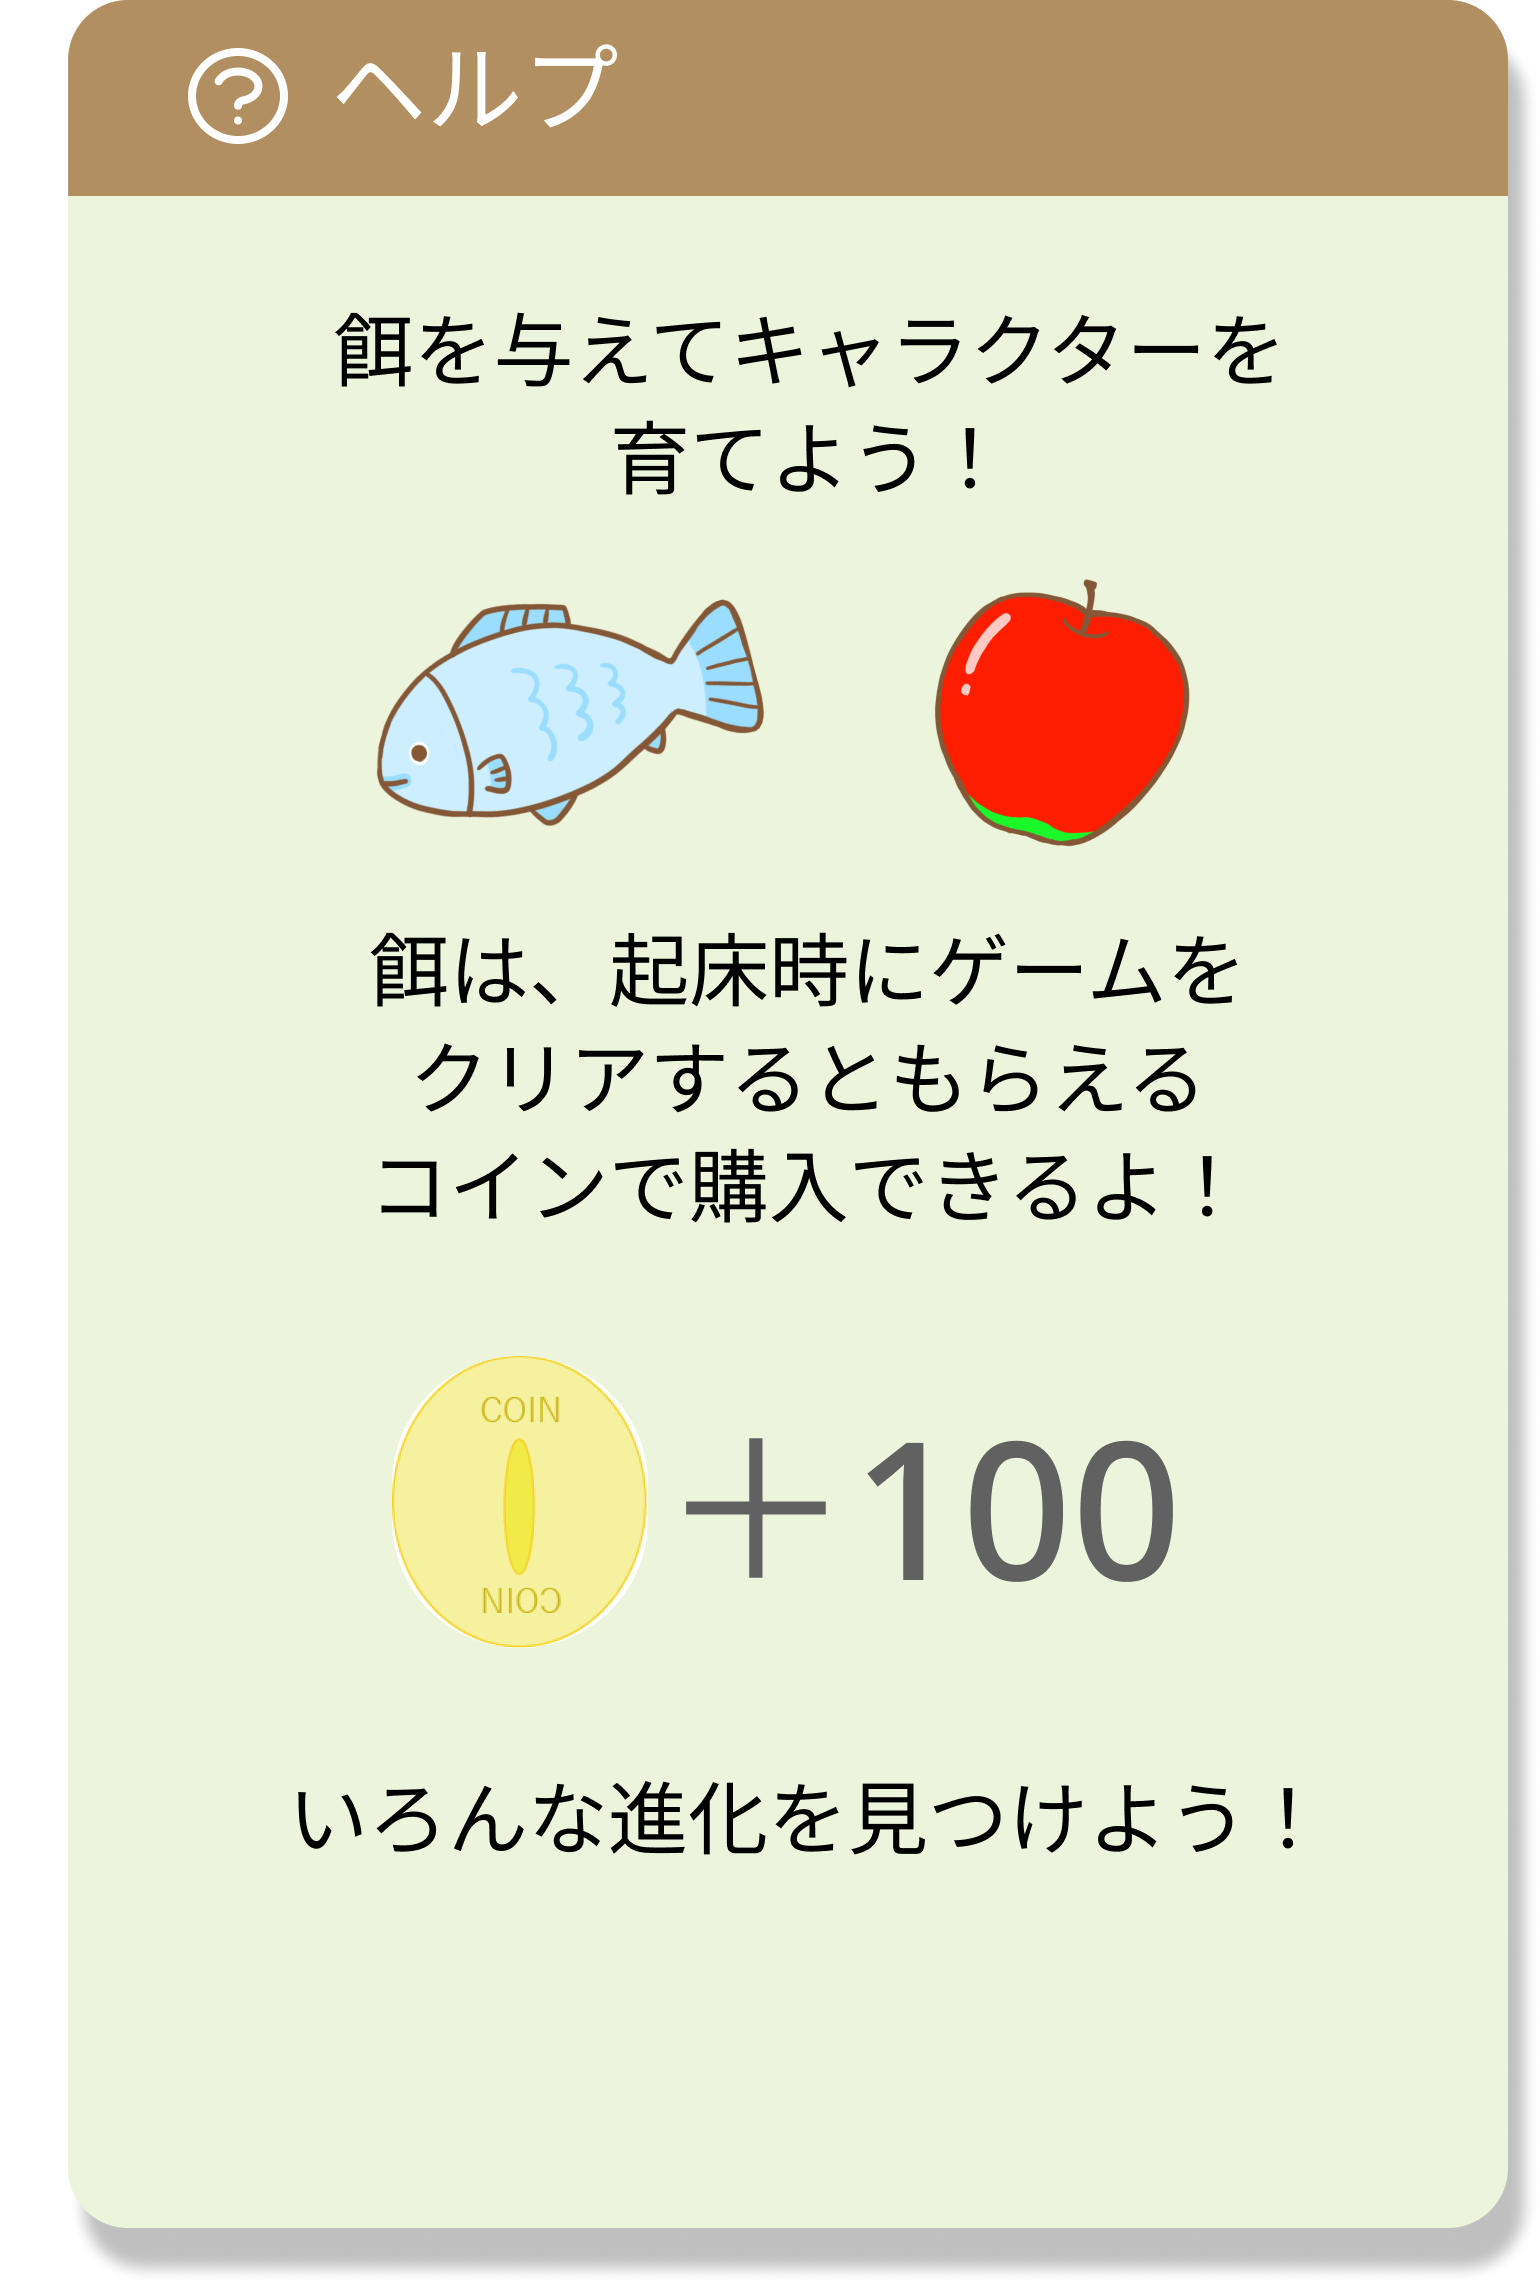 ヘルプ
餌を与えてキャラクターを
育てよう！
餌は、起床時にゲームを
クリアするともらえる
コインで購入できるよ！
COIN
＋100
COIN
いろんな進化を見つけよう！